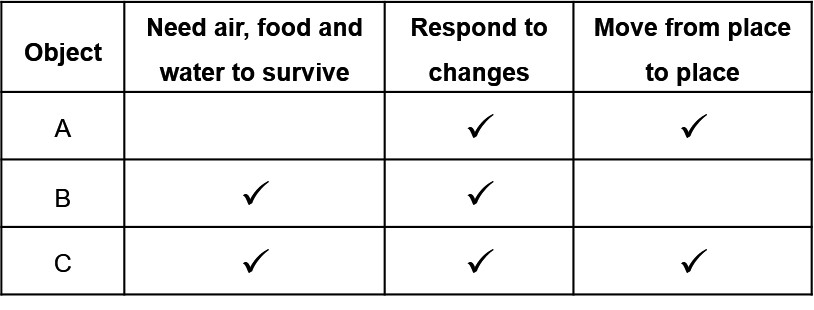 Object
Need air, food and
water to survive
Respond to
changes
Move from place
to place
A
✓
✓
B
✓
✓
C
✓
✓
✓